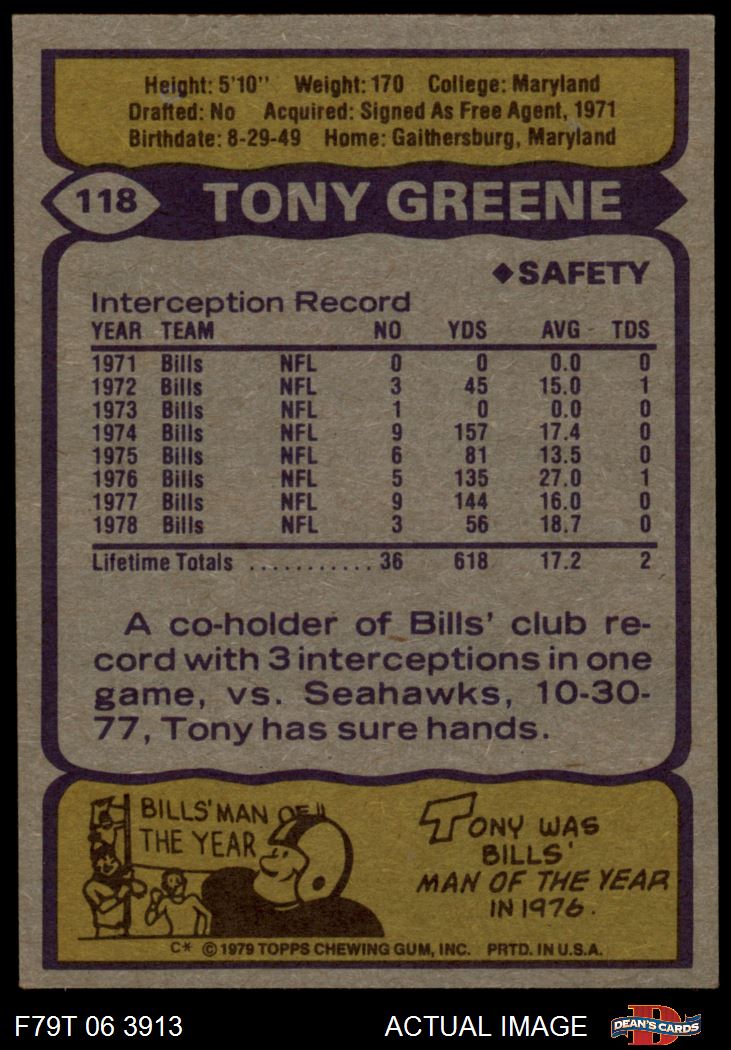 Height: 5'10" Weight: 170 College: Maryland
Drafted: No Acquired: Signed As Free Agent, 1971
Birthdate: 8-29-49 Home: Gaithersburg, Maryland
118 TONY GREENE
◆SAFETY
Interception Record
YEAR TEAM NO YDS AVG TDS
1971 Bills NFL 0 0 0.0 0
1972 Bills NFL 3 45 15.0 1
1973 Bills NFL 1 0 0.0 0
1974 Bills NFL 9 157 17.4 0
1975 Bills NFL 6 81 13.5 0
1976 Bills NFL 5 135 27.0 1
1977 Bills NFL 9 144 16.0 0
1978 Bills NFL 3 56 18.7 0
Lifetime Totals ........... 36 618 17.2 2
A co-holder of Bills' club re-
cord with 3 interceptions in one
game, vs. Seahawks, 10-30-
77, Tony has sure hands.
BILLS' MAN OF
THE YEAR
TONY WAS
BILLS'
MAN OF THE YEAR
IN 1976.
C* © 1979 TOPPS CHEWING GUM, INC. PRTD. IN U.S.A.
F79T 06 3913 ACTUAL IMAGE
DEAN'S CARDS